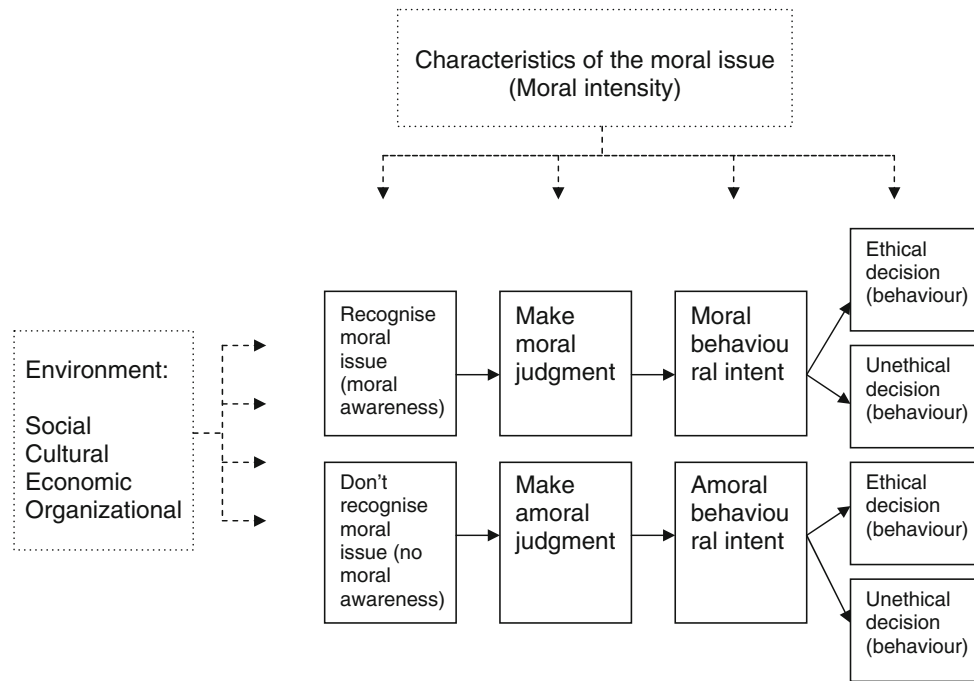 Characteristics of the moral issue
(Moral intensity)
Environment:
Social
Cultural
Economic
Organizational
Recognise
moral
issue
(moral
awareness)
Make
moral
judgment
Moral
behaviou
ral intent
Ethical
decision
(behaviour)
Unethical
decision
(behaviour)
Don't
recognise
moral
issue (no
moral
awareness)
Make
amoral
judgment
Amoral
behaviou
ral intent
Ethical
decision
(behaviour)
Unethical
decision
(behaviour)